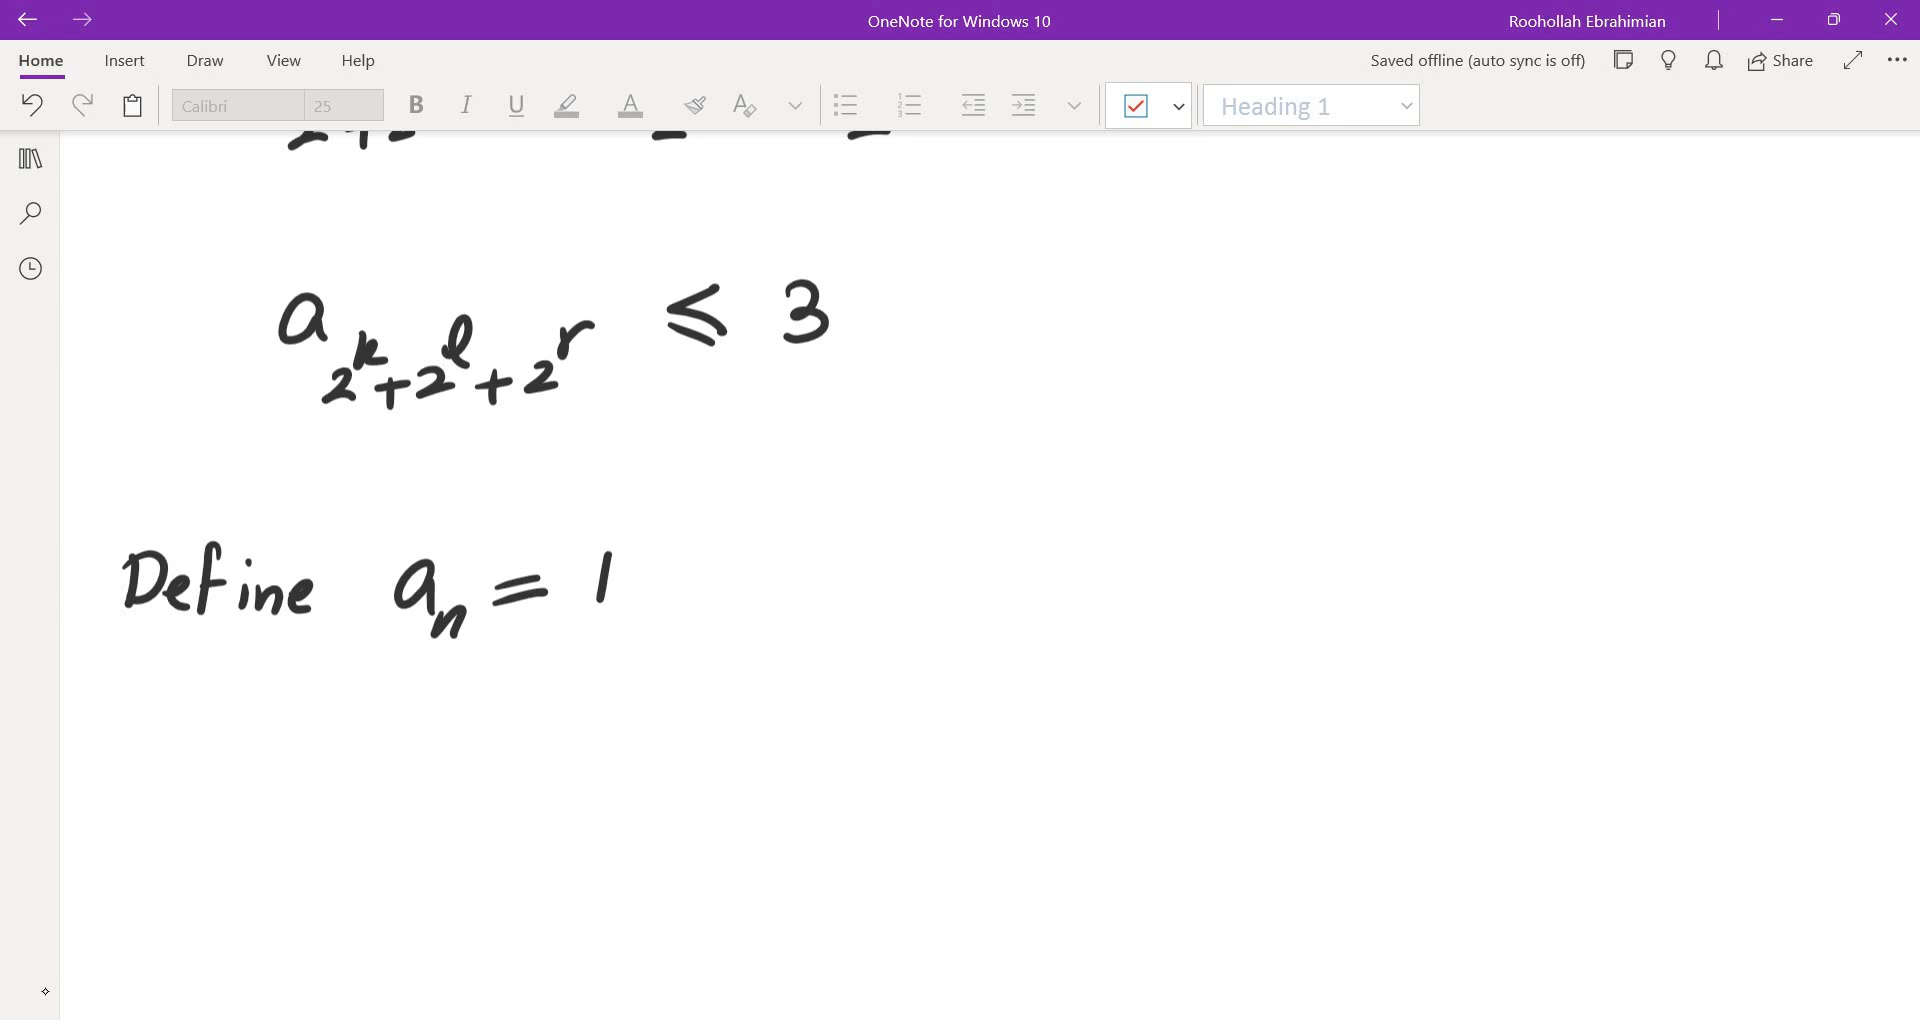 OneNote for Windows 10
Roohollah Ebrahimian
Home Insert Draw View Help
Saved offline (auto sync is off) Share
Calibri 25 B I U A A Heading 1
a_{2^k+2^l+2^r} ≤ 3
Define a_n = 1